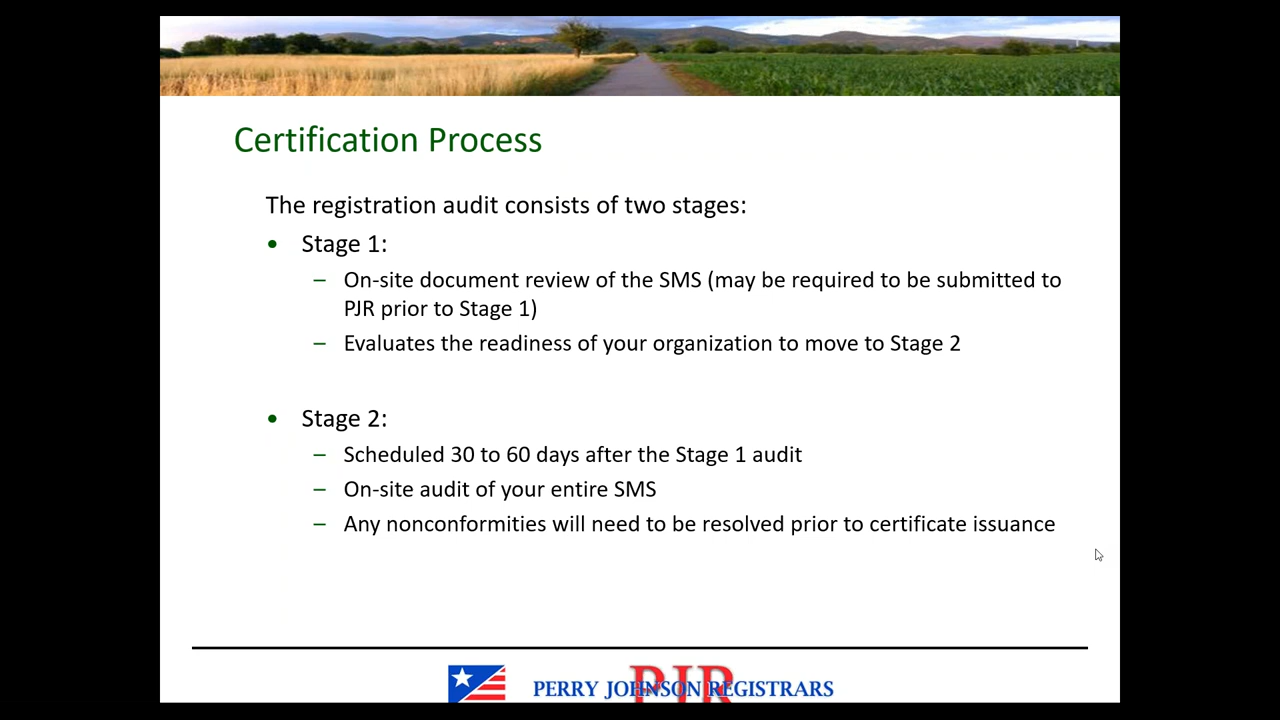 Certification Process
The registration audit consists of two stages:
• Stage 1:
– On-site document review of the SMS (may be required to be submitted to
PJR prior to Stage 1)
– Evaluates the readiness of your organization to move to Stage 2
• Stage 2:
– Scheduled 30 to 60 days after the Stage 1 audit
– On-site audit of your entire SMS
– Any nonconformities will need to be resolved prior to certificate issuance
PJR
PERRY JOHNSON REGISTRARS